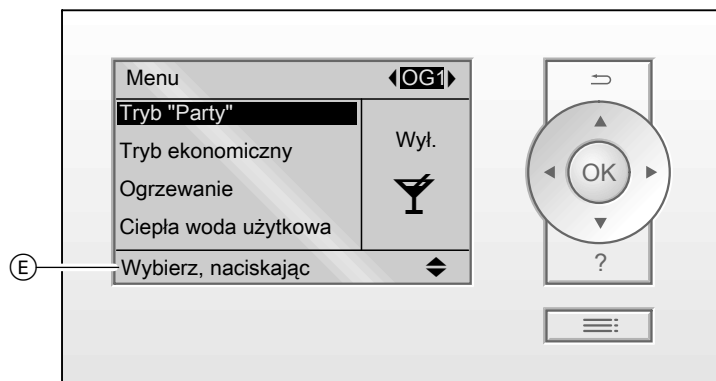 Menu OG1
Tryb "Party"
Tryb ekonomiczny
Ogrzewanie
Ciepła woda użytkowa
Wył.
E Wybierz, naciskając
OK
?